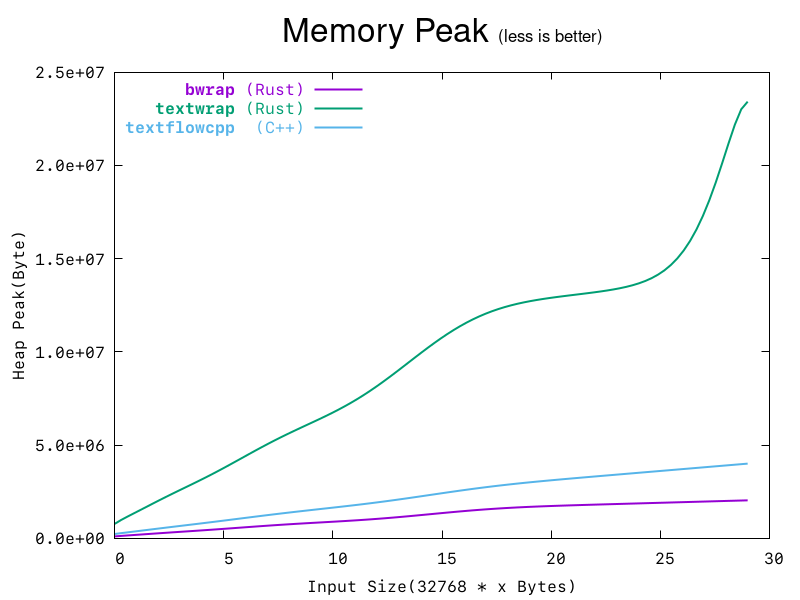 Memory Peak (less is better)
2.5e+07
bwrap (Rust)
textwrap (Rust)
textflowcpp (C++)
2.0e+07
1.5e+07
Heap Peak(Byte)
1.0e+07
5.0e+06
0.0e+00
0 5 10 15 20 25 30
Input Size(32768 * x Bytes)